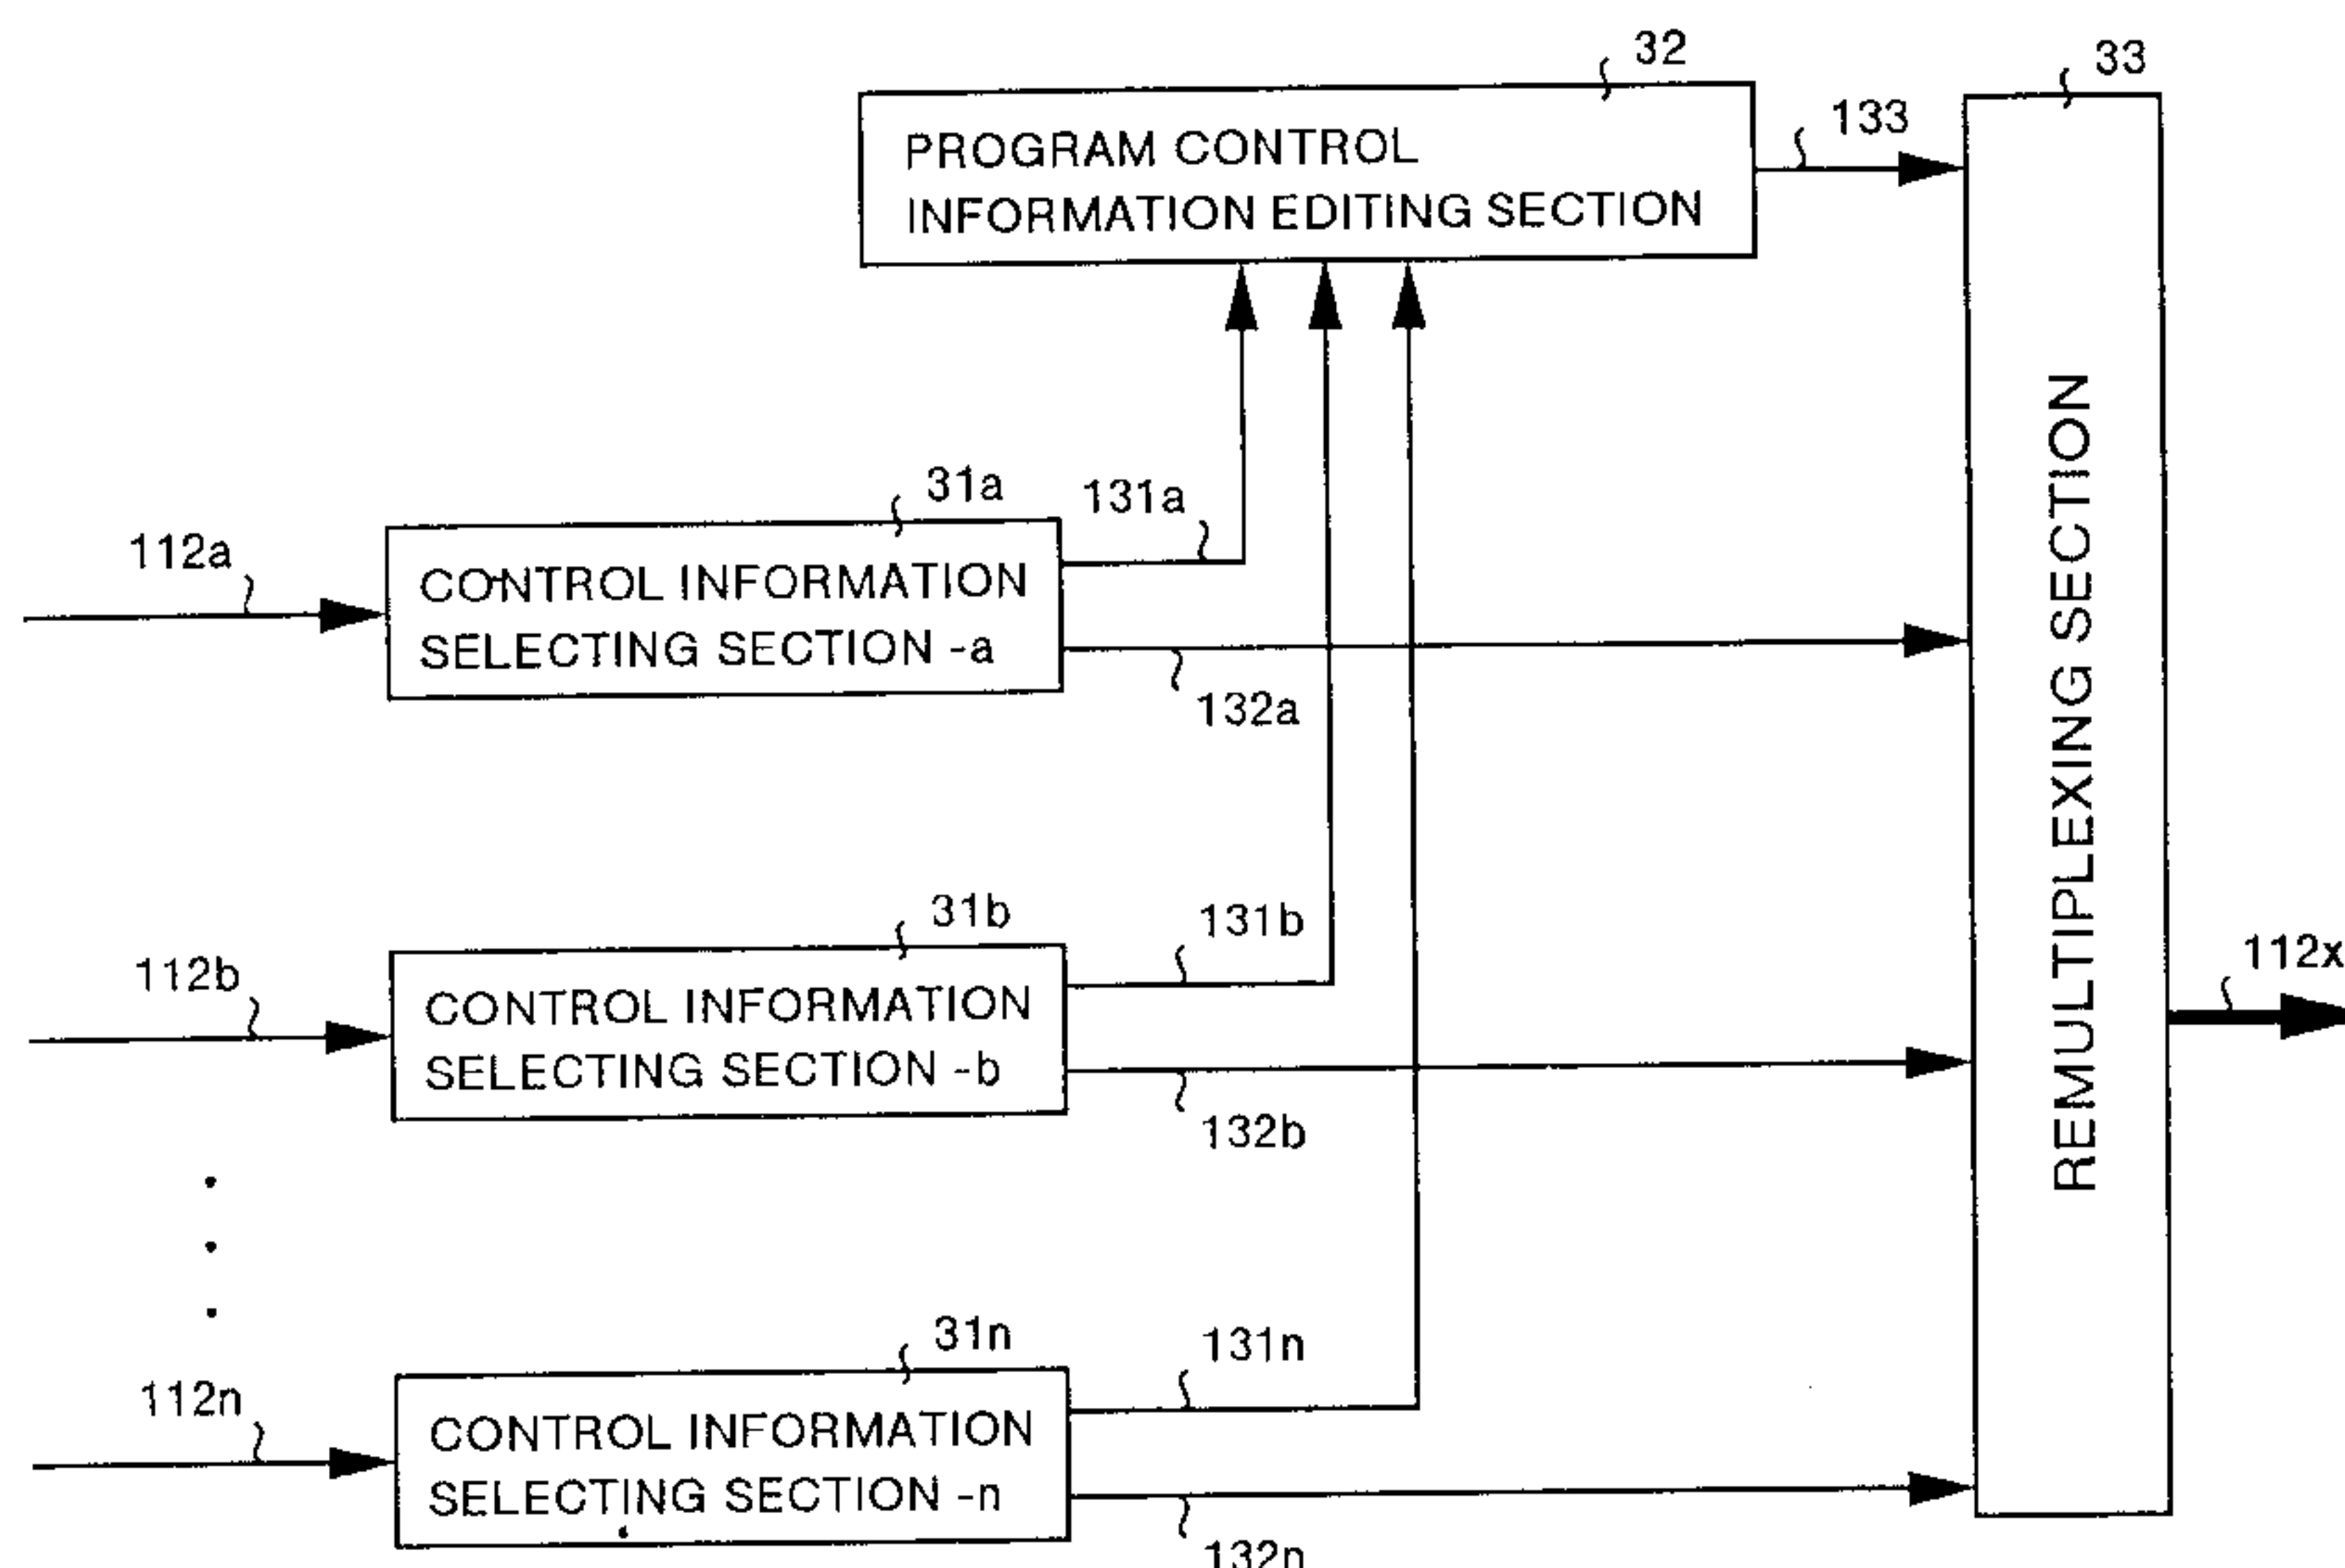 32
33
PROGRAM CONTROL
INFORMATION EDITING SECTION
133
31a
131a
112a
CONTROL INFORMATION
SELECTING SECTION -a
132a
REMULTIPLEXING SECTION
31b
131b
112b
CONTROL INFORMATION
SELECTING SECTION -b
132b
112x
31n
131n
112n
CONTROL INFORMATION
SELECTING SECTION -n
132n